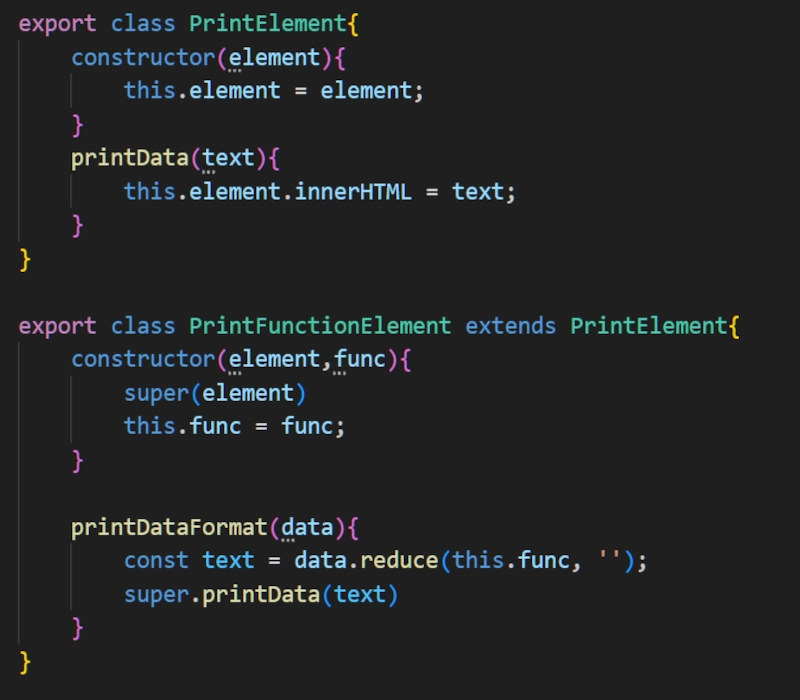 export class PrintElement{
    constructor(element){
        this.element = element;
    }
    printData(text){
        this.element.innerHTML = text;
    }
}

export class PrintFunctionElement extends PrintElement{
    constructor(element,func){
        super(element)
        this.func = func;
    }

    printDataFormat(data){
        const text = data.reduce(this.func, '');
        super.printData(text)
    }
}